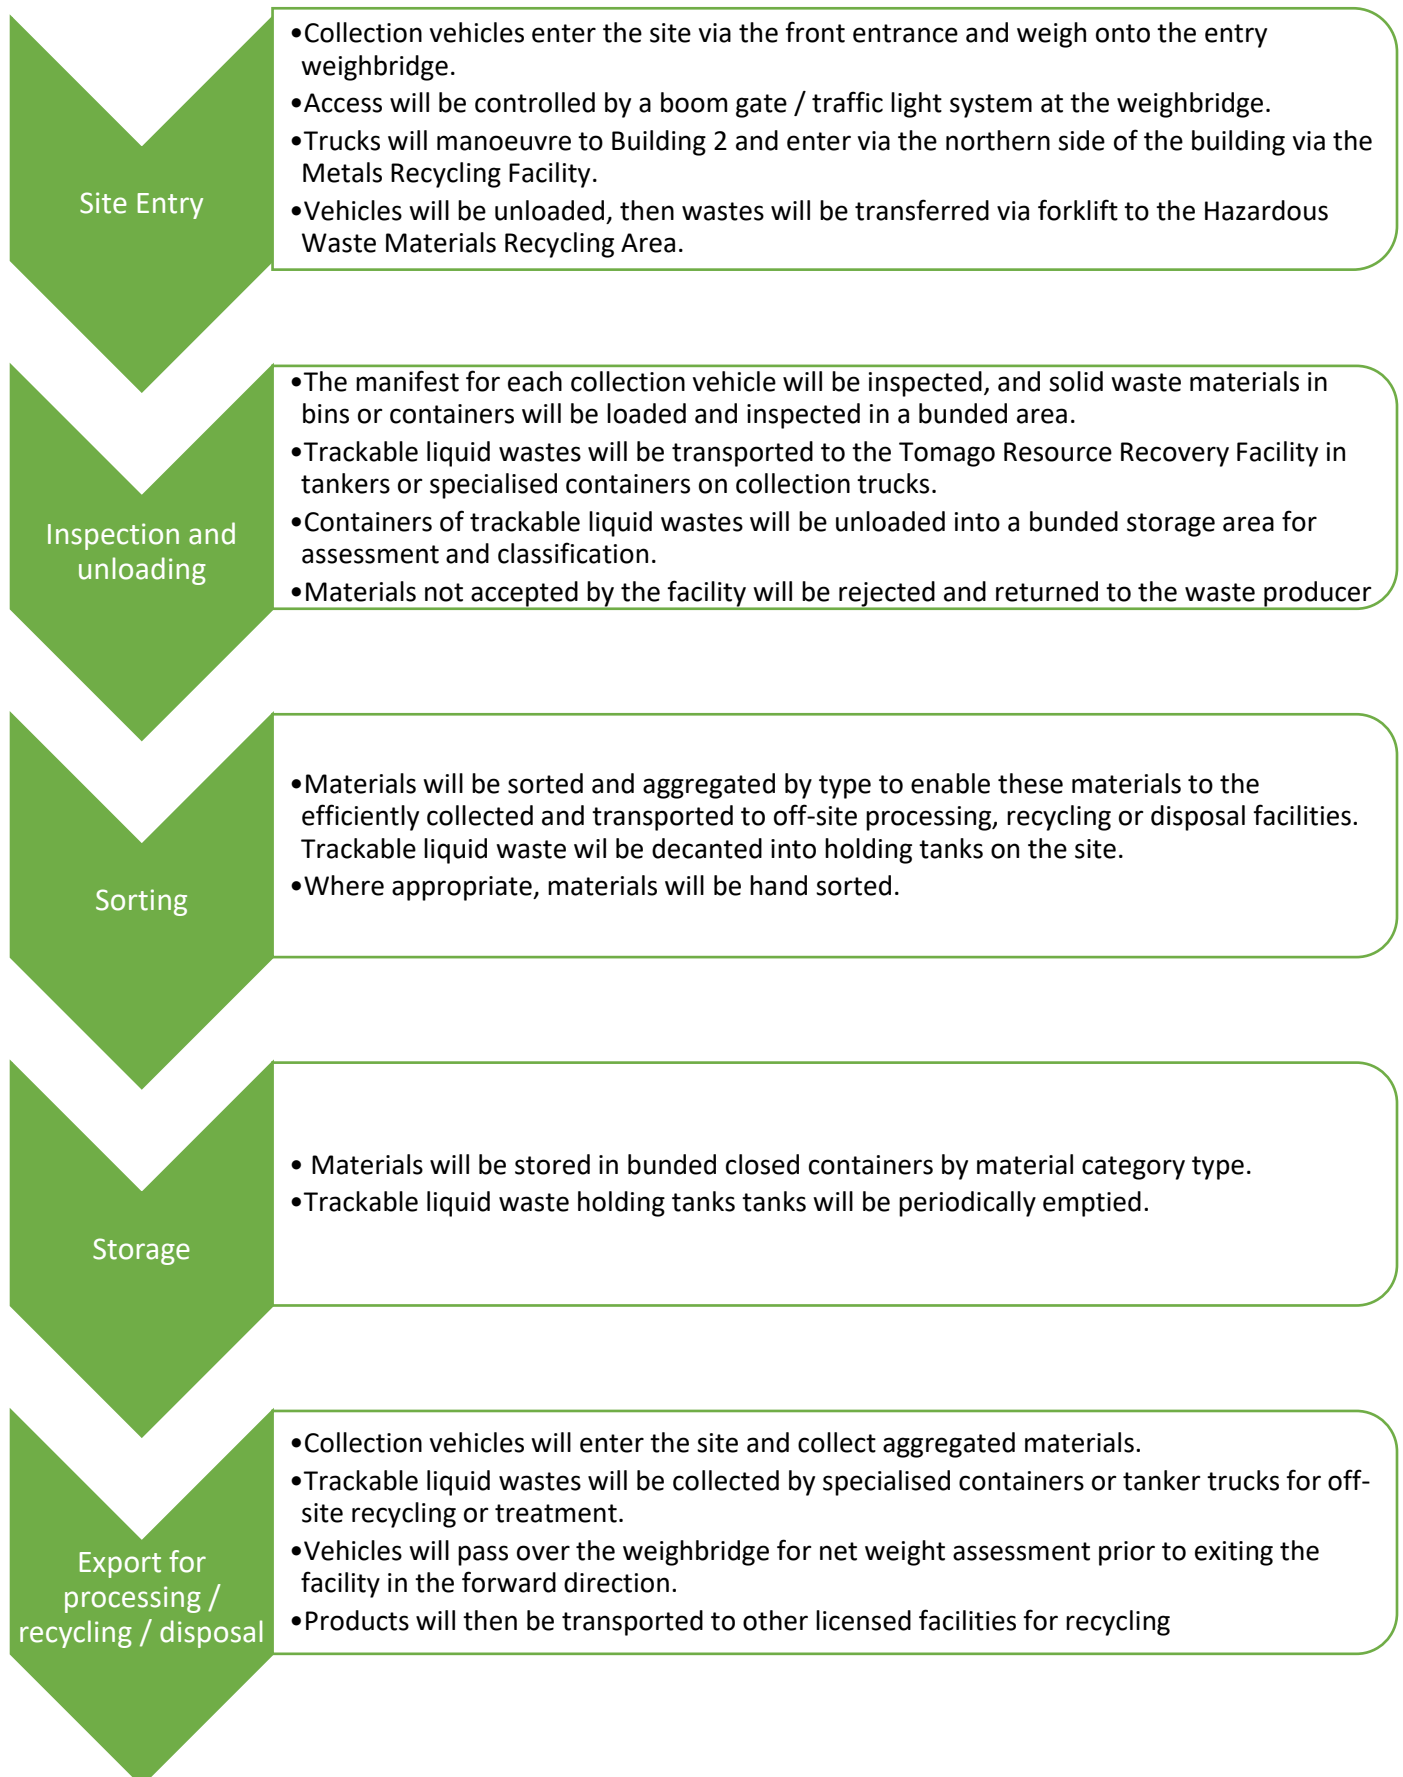 Site Entry
•Collection vehicles enter the site via the front entrance and weigh onto the entry
weighbridge.
•Access will be controlled by a boom gate / traffic light system at the weighbridge.
•Trucks will manoeuvre to Building 2 and enter via the northern side of the building via the
Metals Recycling Facility.
•Vehicles will be unloaded, then wastes will be transferred via forklift to the Hazardous
Waste Materials Recycling Area.
Inspection and
unloading
•The manifest for each collection vehicle will be inspected, and solid waste materials in
bins or containers will be loaded and inspected in a bunded area.
•Trackable liquid wastes will be transported to the Tomago Resource Recovery Facility in
tankers or specialised containers on collection trucks.
•Containers of trackable liquid wastes will be unloaded into a bunded storage area for
assessment and classification.
•Materials not accepted by the facility will be rejected and returned to the waste producer
Sorting
•Materials will be sorted and aggregated by type to enable these materials to the
efficiently collected and transported to off-site processing, recycling or disposal facilities.
Trackable liquid waste wil be decanted into holding tanks on the site.
•Where appropriate, materials will be hand sorted.
Storage
• Materials will be stored in bunded closed containers by material category type.
•Trackable liquid waste holding tanks tanks will be periodically emptied.
Export for
processing /
recycling / disposal
•Collection vehicles will enter the site and collect aggregated materials.
•Trackable liquid wastes will be collected by specialised containers or tanker trucks for off-
site recycling or treatment.
•Vehicles will pass over the weighbridge for net weight assessment prior to exiting the
facility in the forward direction.
•Products will then be transported to other licensed facilities for recycling